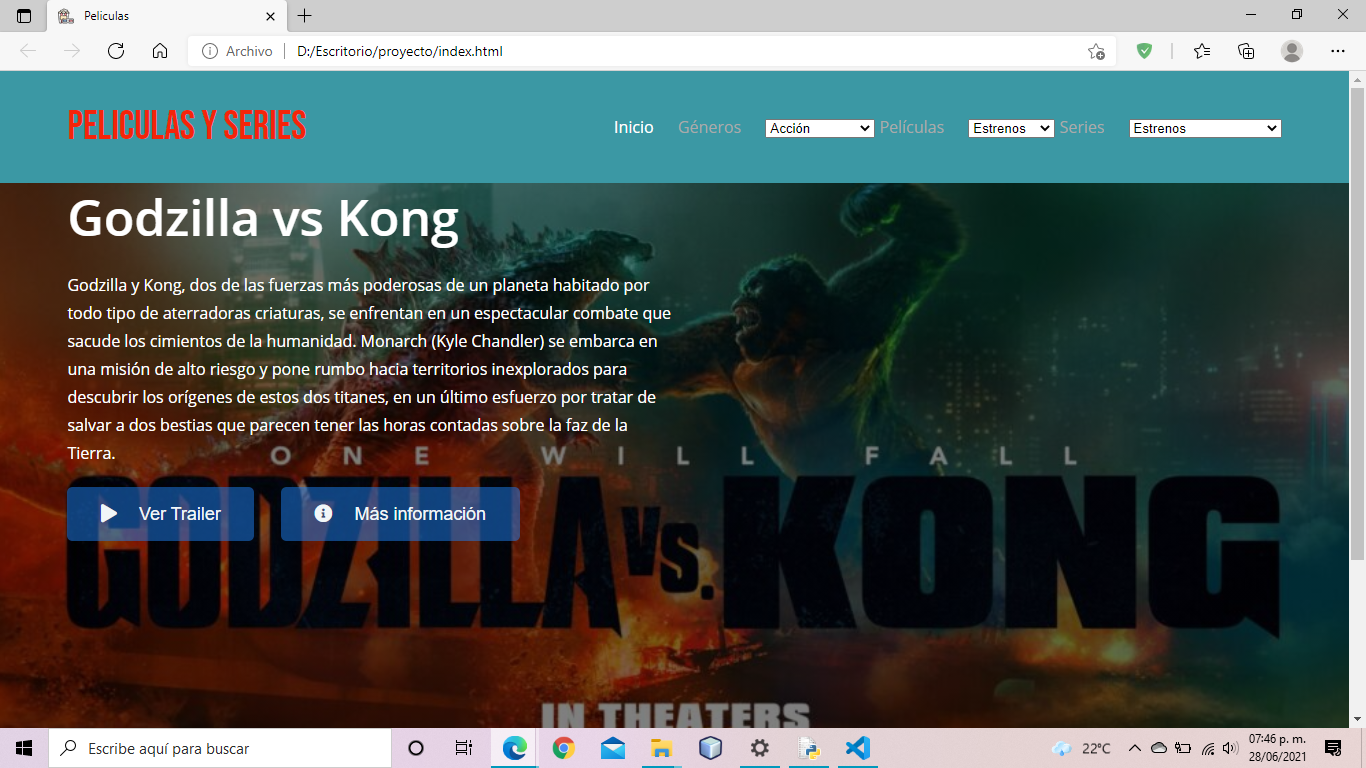 Peliculas
Archivo
D:/Escritorio/proyecto/index.html
PELICULAS Y SERIES
Inicio
Géneros
Acción
Películas
Estrenos
Series
Estrenos
Godzilla vs Kong
Godzilla y Kong, dos de las fuerzas más poderosas de un planeta habitado por
todo tipo de aterradoras criaturas, se enfrentan en un espectacular combate que
sacude los cimientos de la humanidad. Monarch (Kyle Chandler) se embarca en
una misión de alto riesgo y pone rumbo hacia territorios inexplorados para
descubrir los orígenes de estos dos titanes, en un último esfuerzo por tratar de
salvar a dos bestias que parecen tener las horas contadas sobre la faz de la
Tierra.
ONE WILL FALL
GODZILLA VS. KONG
Ver Trailer
Más información
IN THEATERS
Escribe aquí para buscar
22°C
07:46 p. m.
28/06/2021